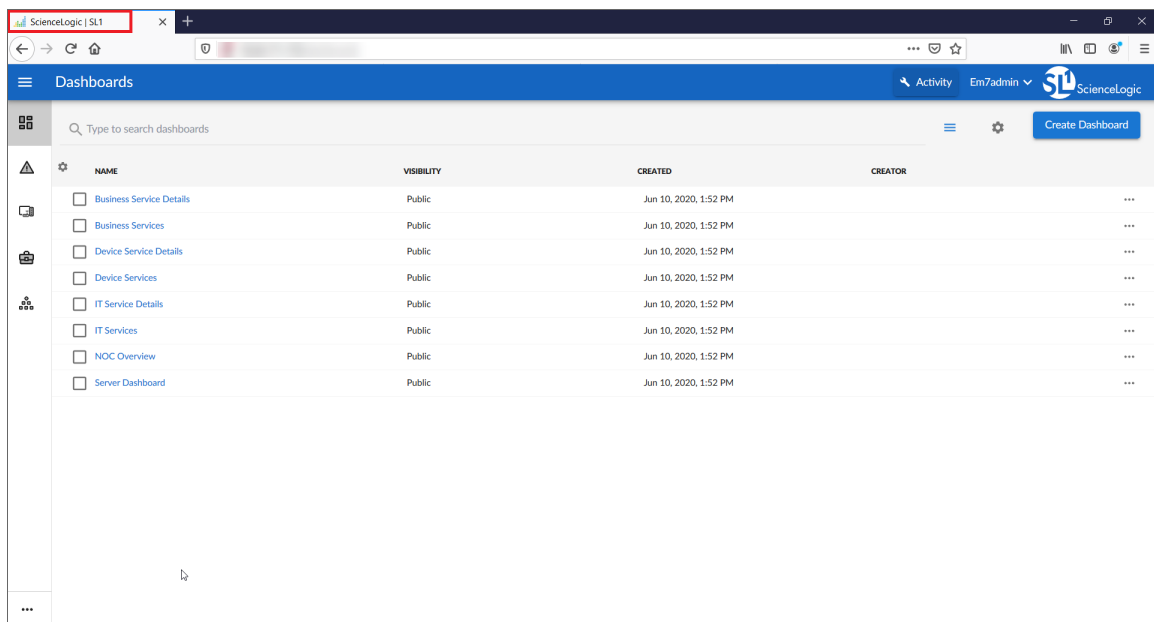 ScienceLogic | SL1
Dashboards
Activity
Em7admin
SL1 ScienceLogic
Type to search dashboards
Create Dashboard
NAME VISIBILITY CREATED CREATOR
Business Service Details Public Jun 10, 2020, 1:52 PM
Business Services Public Jun 10, 2020, 1:52 PM
Device Service Details Public Jun 10, 2020, 1:52 PM
Device Services Public Jun 10, 2020, 1:52 PM
IT Service Details Public Jun 10, 2020, 1:52 PM
IT Services Public Jun 10, 2020, 1:52 PM
NOC Overview Public Jun 10, 2020, 1:52 PM
Server Dashboard Public Jun 10, 2020, 1:52 PM